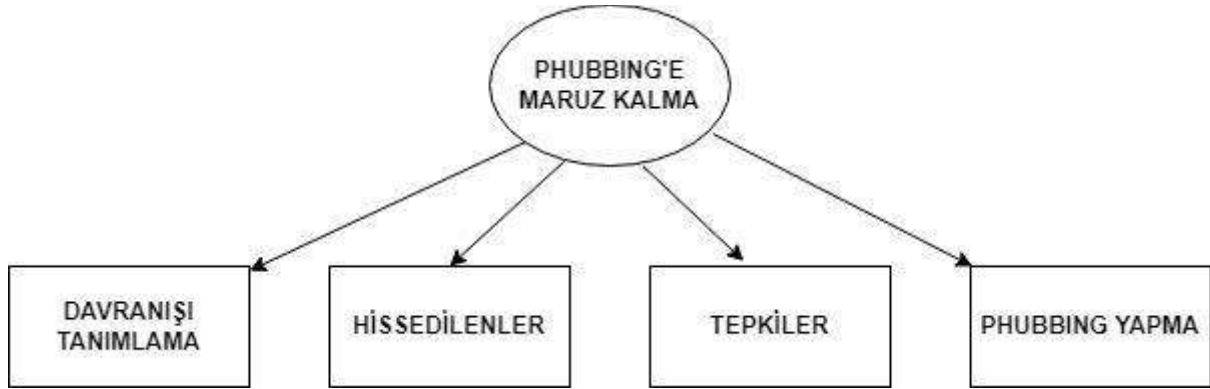 PHUBBING'E
MARUZ KALMA
DAVRANIŞI
TANIMLAMA
HİSSEDİLENLER
TEPKİLER
PHUBBING YAPMA